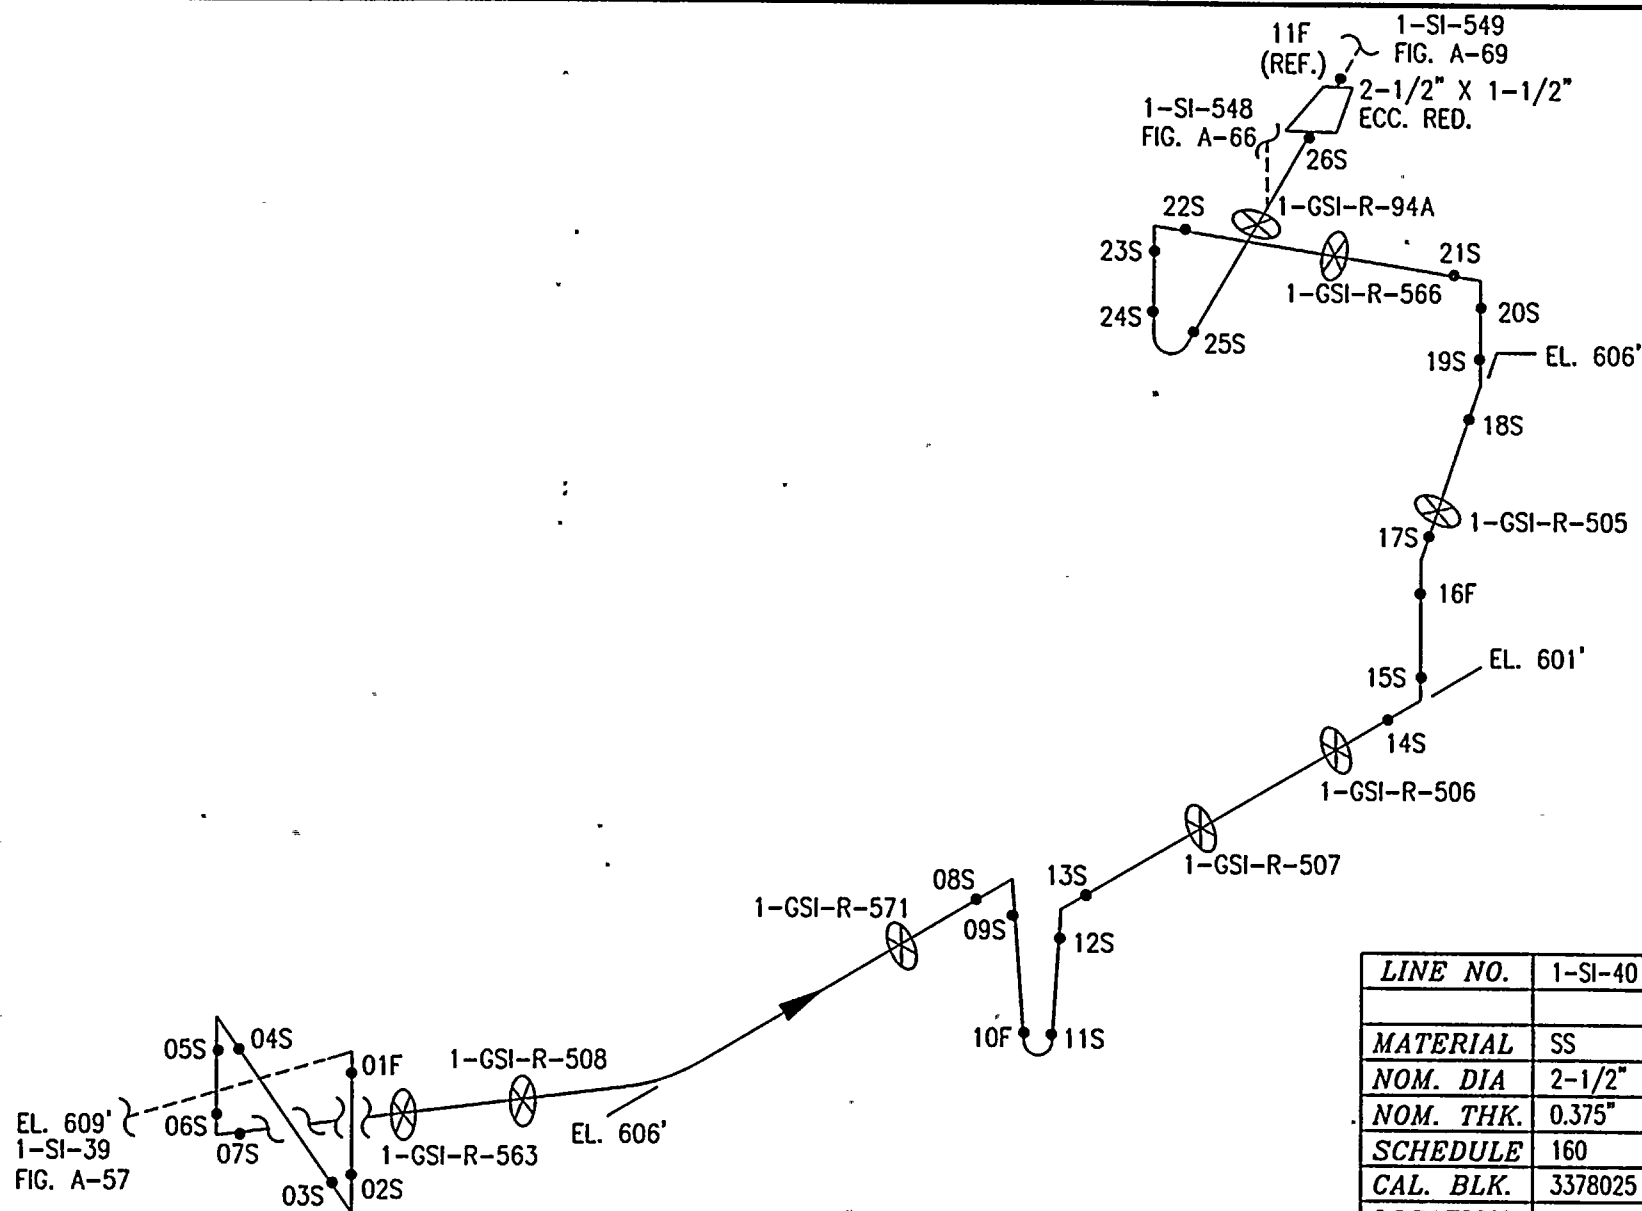 11F
(REF.)
1-SI-549
FIG. A-69
2-1/2" X 1-1/2"
ECC. RED.
1-SI-548
FIG. A-66
26S
1-GSI-R-94A
22S
23S
21S
1-GSI-R-566
24S
20S
25S
19S
EL. 606'
18S
1-GSI-R-505
17S
16F
EL. 601'
15S
14S
1-GSI-R-506
1-GSI-R-507
13S
08S
1-GSI-R-571
09S
12S
10F
11S
05S
04S
01F
1-GSI-R-508
EL. 609'
1-SI-39
FIG. A-57
06S
07S
1-GSI-R-563
EL. 606'
03S
02S
LINE NO. 1-SI-40
MATERIAL SS
NOM. DIA 2-1/2"
NOM. THK. 0.375"
SCHEDULE 160
CAL. BLK. 3378025